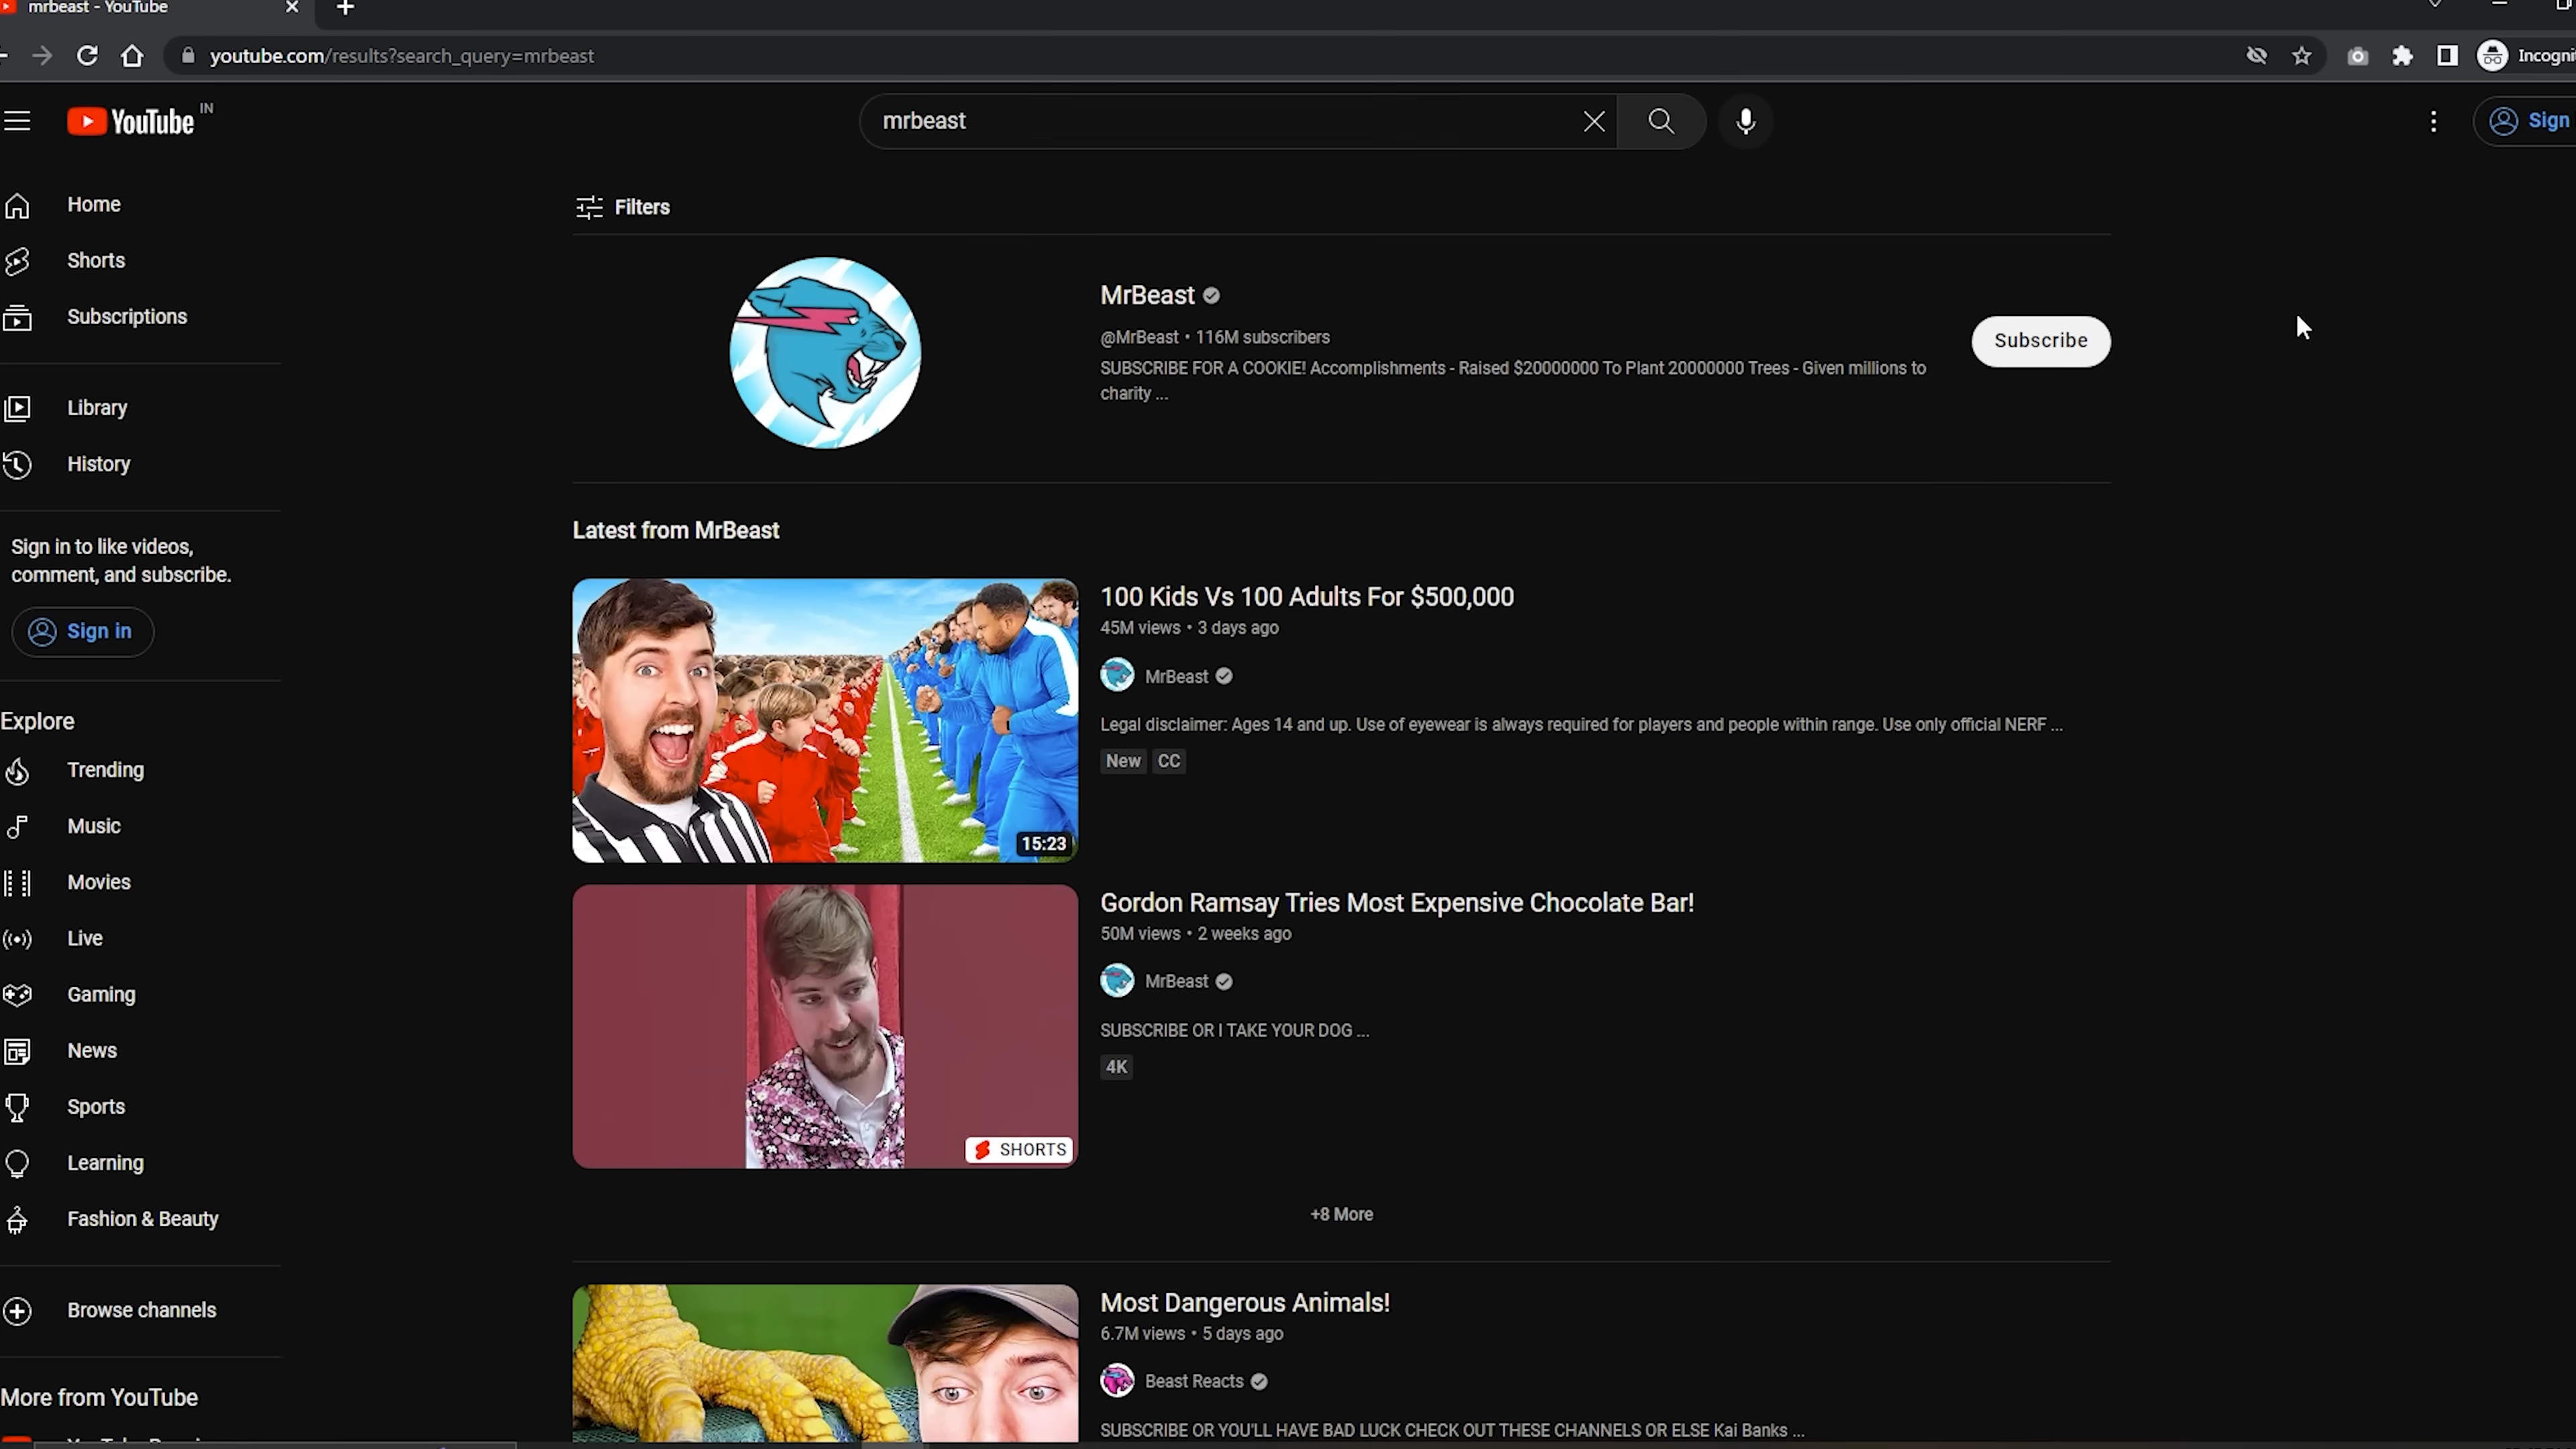 mrbeast - YouTube
youtube.com/results?search_query=mrbeast
YouTube IN
mrbeast
Sign
Home
Shorts
Subscriptions
Library
History
Sign in to like videos,
comment, and subscribe.
Sign in
Explore
Trending
Music
Movies
Live
Gaming
News
Sports
Learning
Fashion & Beauty
Browse channels
More from YouTube
Filters
MrBeast
@MrBeast • 116M subscribers
SUBSCRIBE FOR A COOKIE! Accomplishments - Raised $20000000 To Plant 20000000 Trees - Given millions to
charity ...
Subscribe
Latest from MrBeast
15:23
100 Kids Vs 100 Adults For $500,000
45M views • 3 days ago
MrBeast
Legal disclaimer: Ages 14 and up. Use of eyewear is always required for players and people within range. Use only official NERF ...
New CC
SHORTS
Gordon Ramsay Tries Most Expensive Chocolate Bar!
50M views • 2 weeks ago
MrBeast
SUBSCRIBE OR I TAKE YOUR DOG ...
4K
+8 More
Most Dangerous Animals!
6.7M views • 5 days ago
Beast Reacts
SUBSCRIBE OR YOU'LL HAVE BAD LUCK CHECK OUT THESE CHANNELS OR ELSE Kai Banks ...